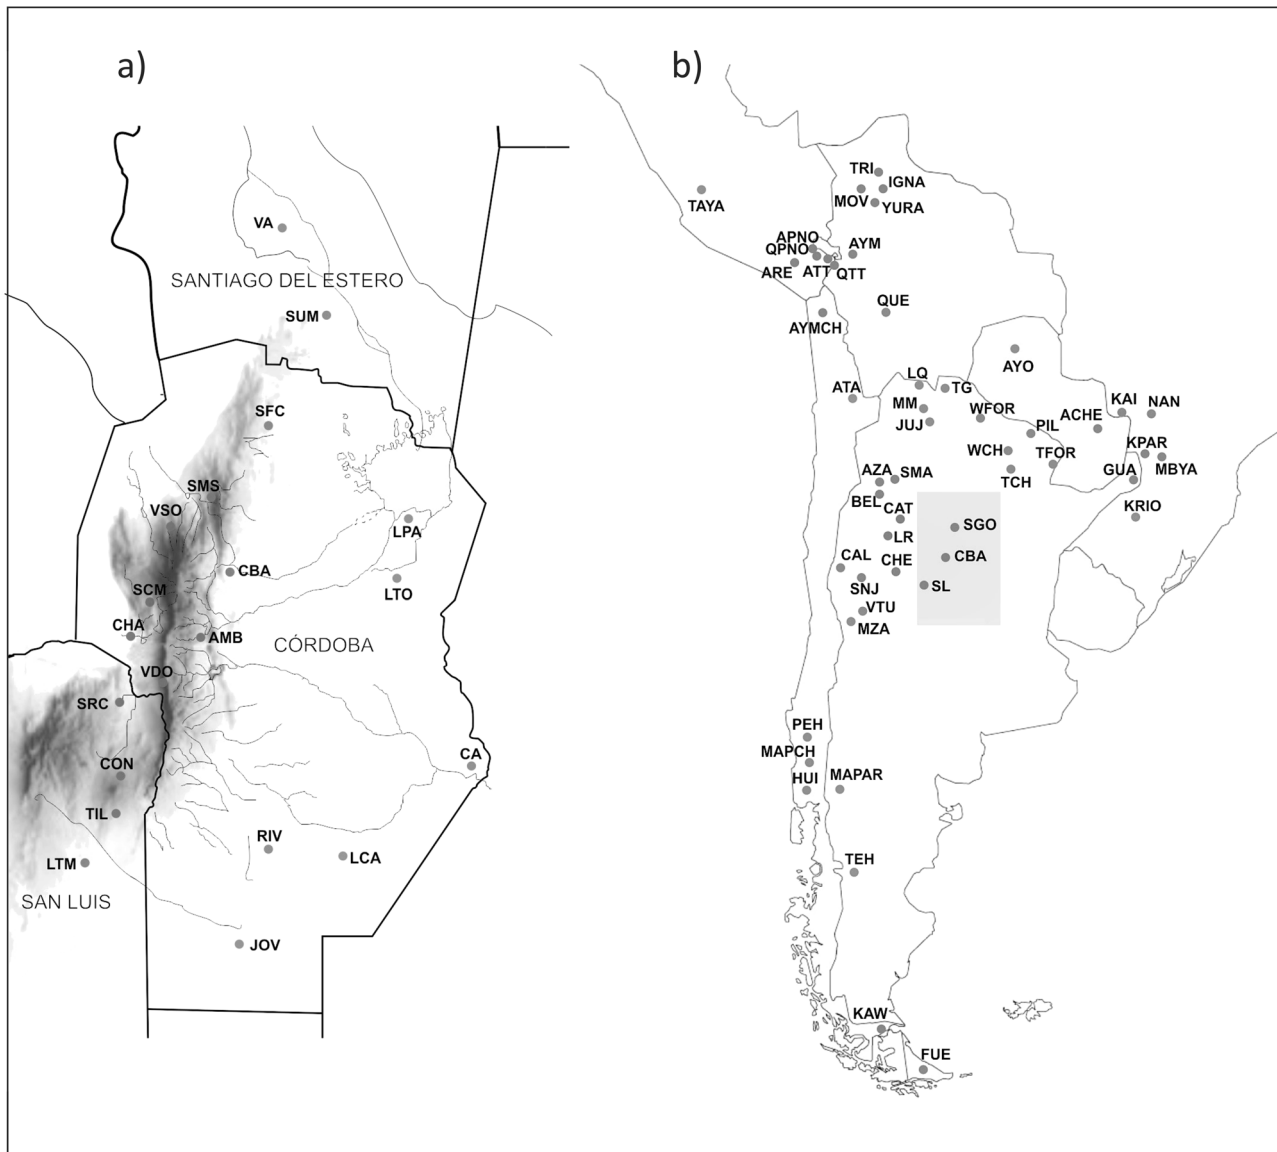 a)
VA
SANTIAGO DEL ESTERO
SUM
SFC
SMS
VSO
LPA
CBA
SCM
LTO
CHA
AMB
CÓRDOBA
VDO
SRC
CA
CON
TIL
RIV
LCA
LTM
SAN LUIS
JOV
b)
TRI
IGNA
MOV
YURA
TAYA
APNO
AYM
QPNO
ARE
ATT
QTT
QUE
AYMCH
AYO
LQ
ATA
TG
MM
WFOR
KAI
NAN
JUJ
ACHE
PIL
KPAR
WCH
TFOR
AZA
SMA
GUA
MBYA
TCH
BEL
CAT
KRIO
SGO
LR
CAL
CHE
CBA
SNJ
SL
VTU
MZA
PEH
MAPCH
HUI
MAPAR
TEH
KAW
FUE